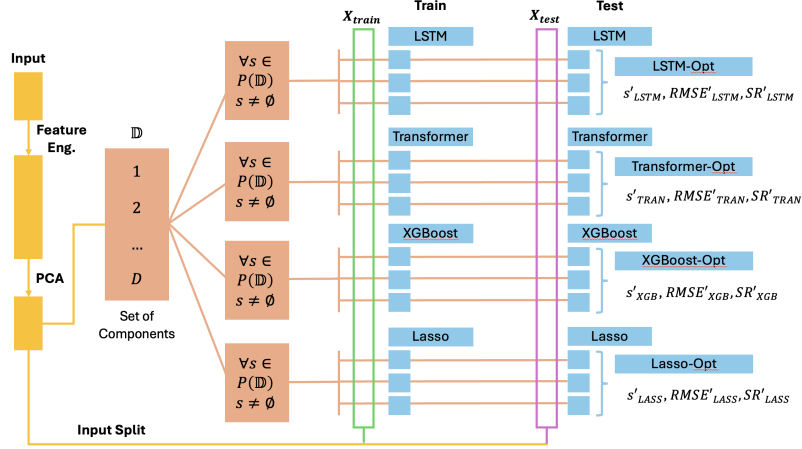 Train
Test
X_train
X_test
LSTM
LSTM
Input
∀s ∈
P(𝔻)
s ≠ ∅
LSTM-Opt
s′_LSTM, RMSE′_LSTM, SR′_LSTM
Feature
Eng.
𝔻
Transformer
Transformer
∀s ∈
P(𝔻)
s ≠ ∅
Transformer-Opt
s′_TRAN, RMSE′_TRAN, SR′_TRAN
1
2
...
D
XGBoost
XGBoost
∀s ∈
P(𝔻)
s ≠ ∅
XGBoost-Opt
s′_XGB, RMSE′_XGB, SR′_XGB
PCA
Set of
Components
Lasso
Lasso
∀s ∈
P(𝔻)
s ≠ ∅
Lasso-Opt
s′_LASS, RMSE′_LASS, SR′_LASS
Input Split